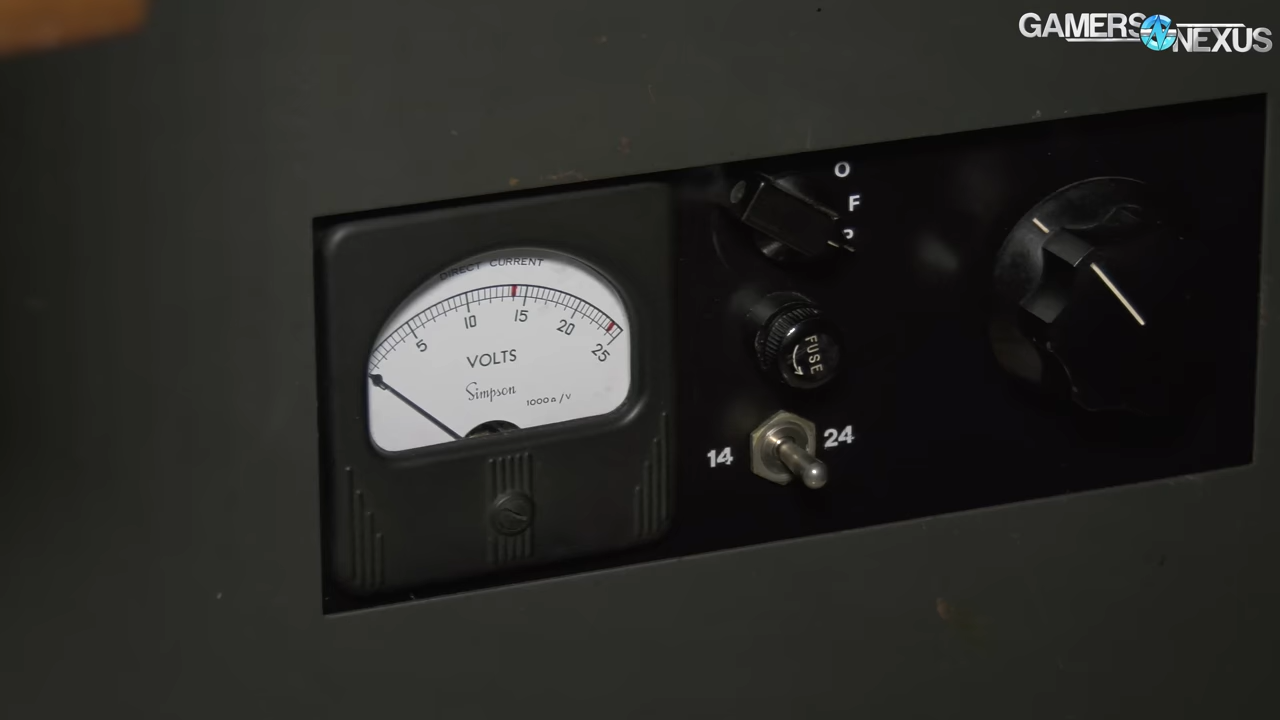 GAMERS NEXUS
DIRECT CURRENT
5 10 15 20 25
VOLTS
Simpson
1000Ω/V
O
F
FUSE
14
24